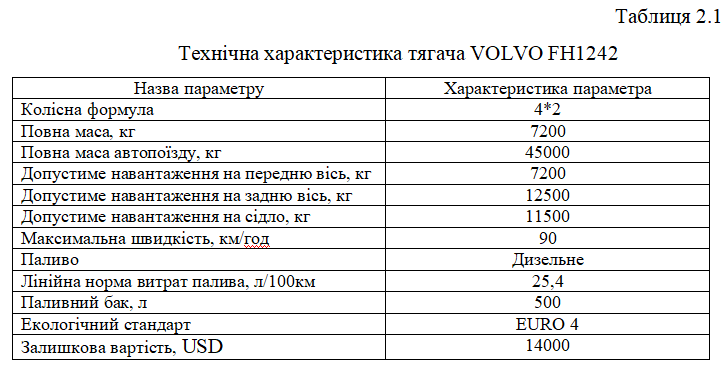 Таблиця 2.1
Технічна характеристика тягача VOLVO FH1242
Назва параметру Характеристика параметра
Колісна формула 4*2
Повна маса, кг 7200
Повна маса автопоїзду, кг 45000
Допустиме навантаження на передню вісь, кг 7200
Допустиме навантаження на задню вісь, кг 12500
Допустиме навантаження на сідло, кг 11500
Максимальна швидкість, км/год 90
Паливо Дизельне
Лінійна норма витрат палива, л/100км 25,4
Паливний бак, л 500
Екологічний стандарт EURO 4
Залишкова вартість, USD 14000